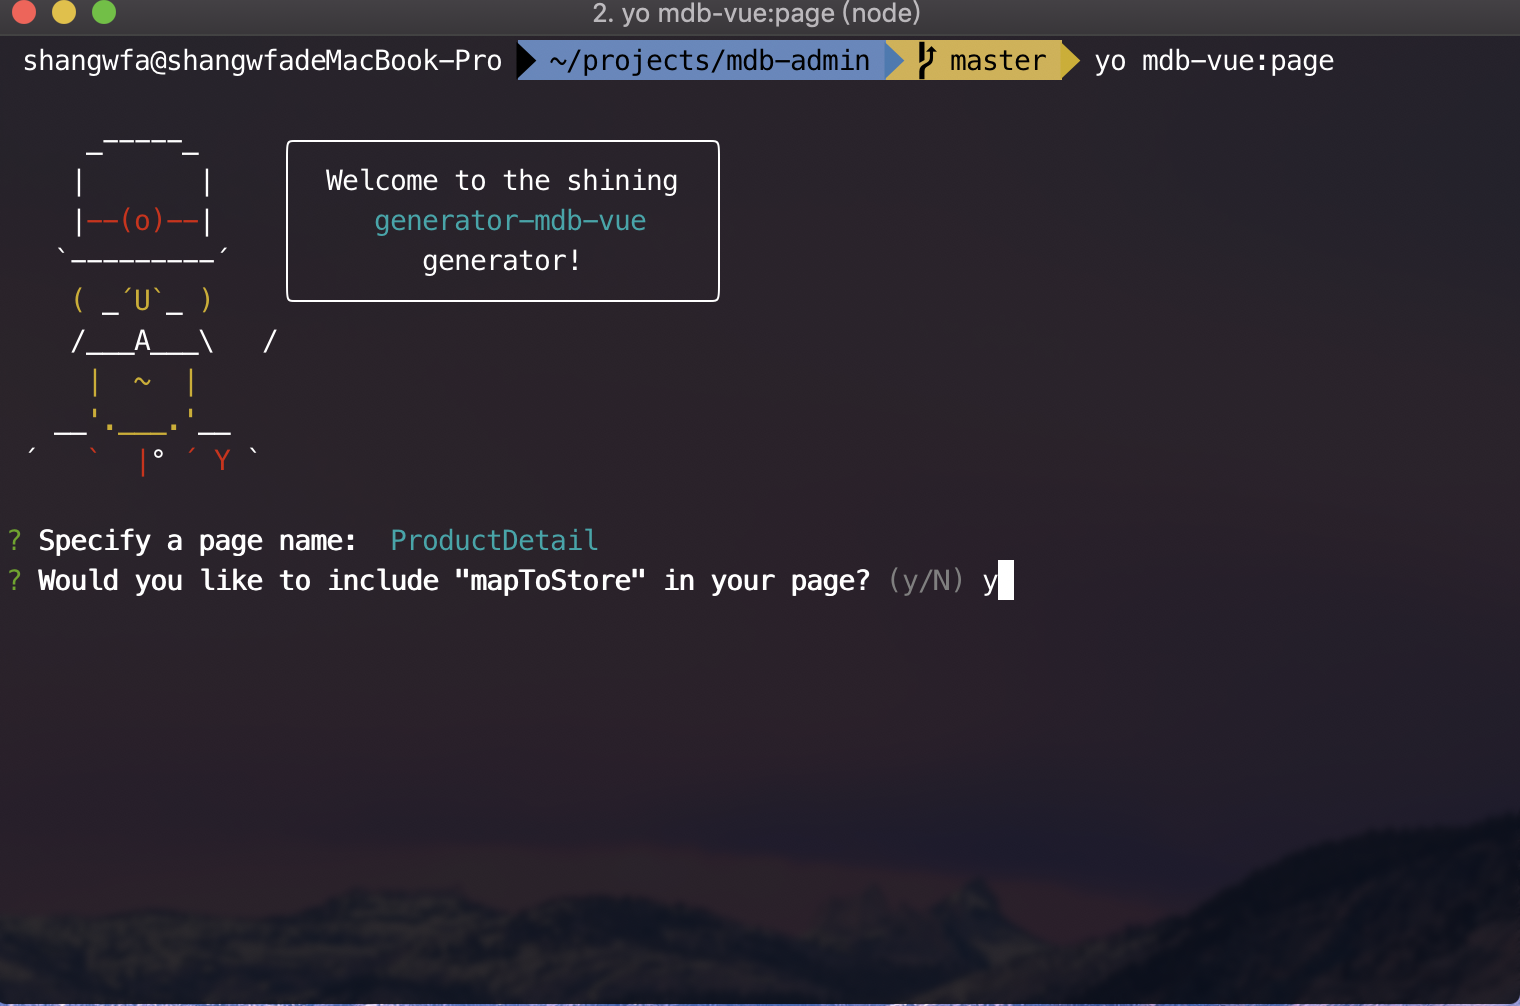 2. yo mdb-vue:page (node)
shangwfa@shangwfadeMacBook-Pro ~/projects/mdb-admin master yo mdb-vue:page
_-----_
|       |
|--(o)--|
`---------´
( _´U`_ )
/___A___\   /
|  ~  |
__'.___.'__
´   `  |° ´ Y `
Welcome to the shining
generator-mdb-vue
generator!
? Specify a page name:  ProductDetail
? Would you like to include "mapToStore" in your page? (y/N) y